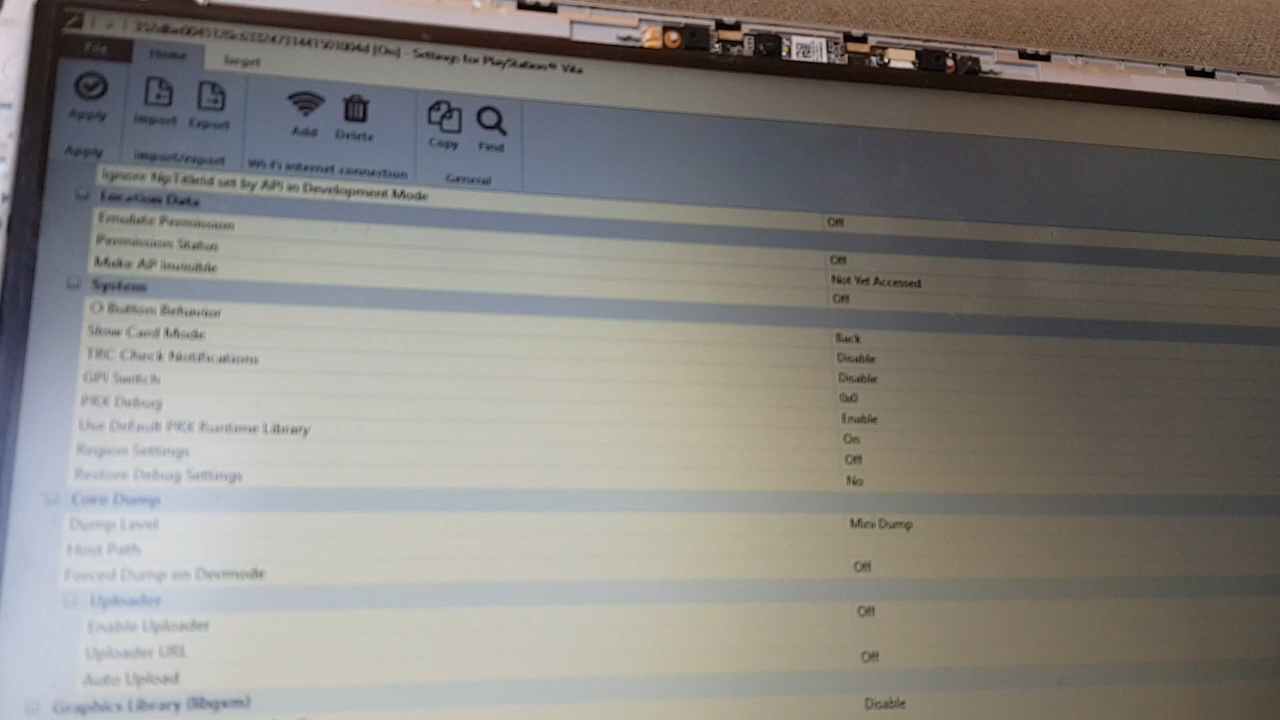 [On] - Settings for PlayStation® Vita
File Home Target
Apply Import Export Add Delete Copy Find
Apply Import/export Wi-Fi internet connection General
Ignore NpTitleId set by API in Development Mode Off
Location Data
Emulate Permission Off
Permission Status Not Yet Accessed
Make AP Invisible Off
System
O Button Behavior Back
Slow Card Mode Disable
TRC Check Notifications Disable
GPI Switch 0x0
PRX Debug Enable
Use Default PRX Runtime Library On
Region Settings Off
Restore Debug Settings No
Core Dump
Dump Level Mini Dump
Host Path
Forced Dump on Devmode Off
Uploader
Enable Uploader Off
Uploader URL
Auto Upload Off
Graphics Library (libgxm)
Disable